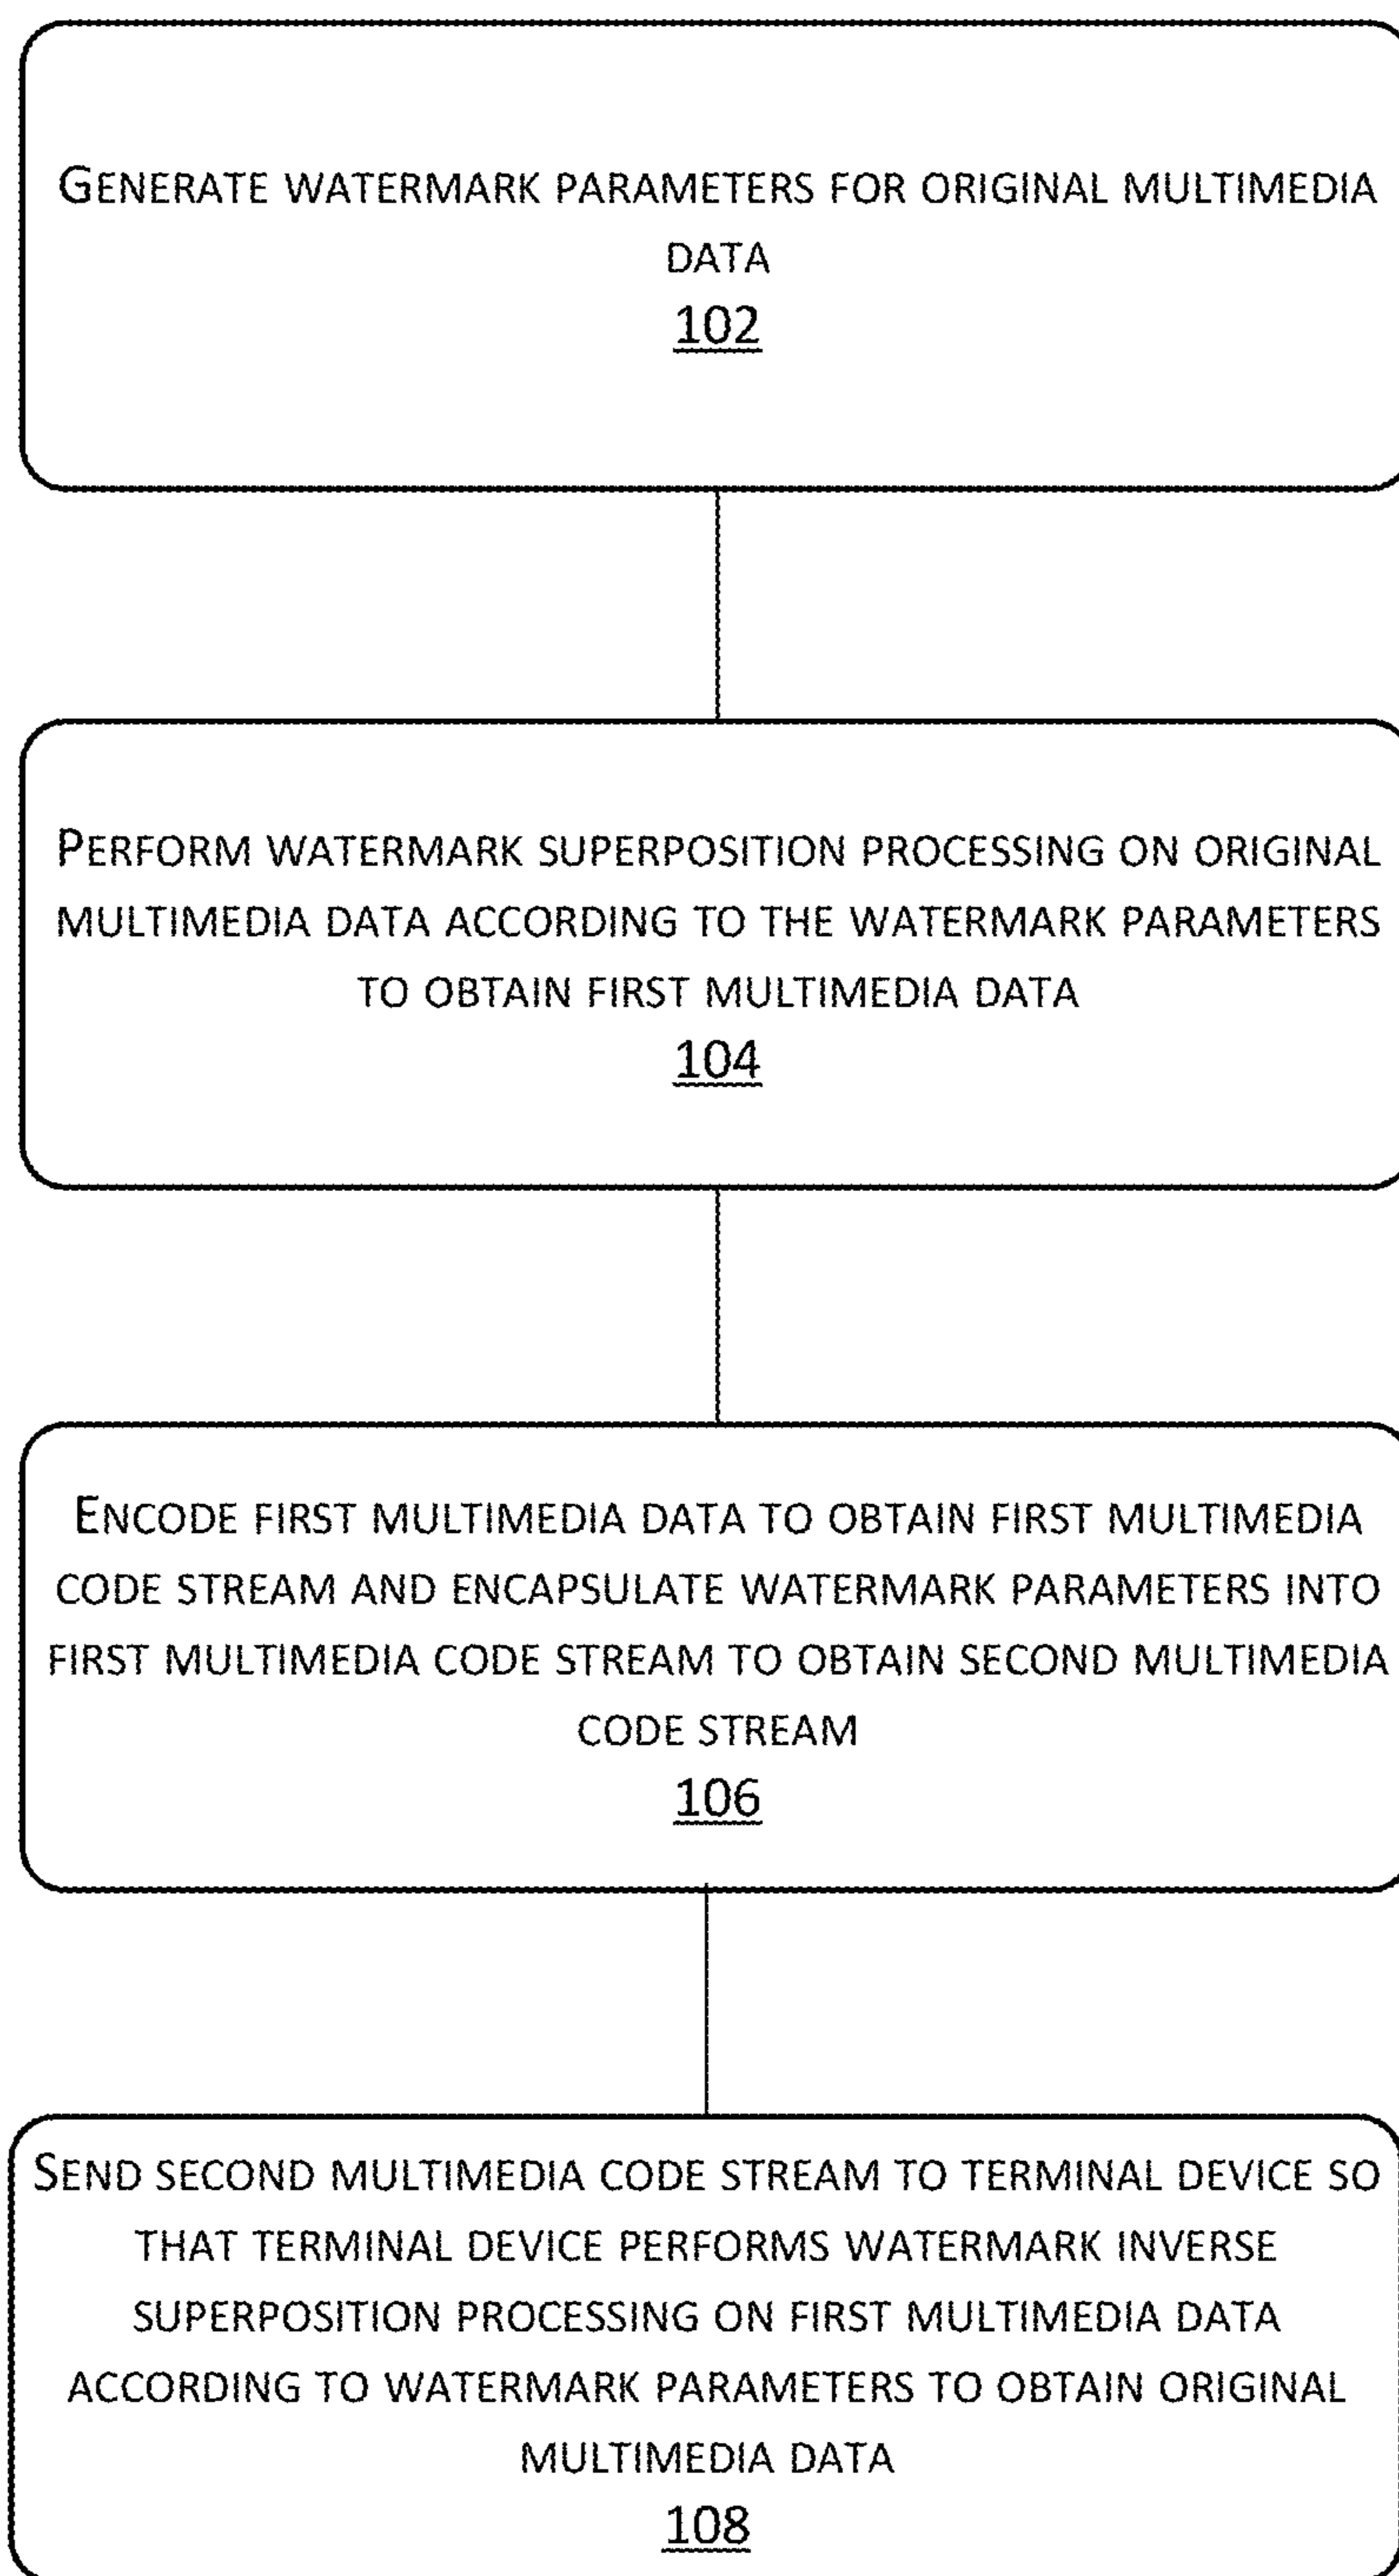 GENERATE WATERMARK PARAMETERS FOR ORIGINAL MULTIMEDIA
DATA
102
PERFORM WATERMARK SUPERPOSITION PROCESSING ON ORIGINAL
MULTIMEDIA DATA ACCORDING TO THE WATERMARK PARAMETERS
TO OBTAIN FIRST MULTIMEDIA DATA
104
ENCODE FIRST MULTIMEDIA DATA TO OBTAIN FIRST MULTIMEDIA
CODE STREAM AND ENCAPSULATE WATERMARK PARAMETERS INTO
FIRST MULTIMEDIA CODE STREAM TO OBTAIN SECOND MULTIMEDIA
CODE STREAM
106
SEND SECOND MULTIMEDIA CODE STREAM TO TERMINAL DEVICE SO
THAT TERMINAL DEVICE PERFORMS WATERMARK INVERSE
SUPERPOSITION PROCESSING ON FIRST MULTIMEDIA DATA
ACCORDING TO WATERMARK PARAMETERS TO OBTAIN ORIGINAL
MULTIMEDIA DATA
108